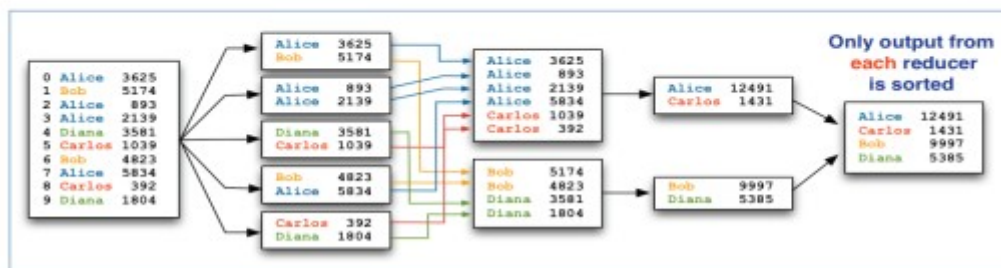 0 Alice 3625
1 Bob 5174
2 Alice 893
3 Alice 2139
4 Diana 3581
5 Carlos 1039
6 Bob 4823
7 Alice 5834
8 Carlos 392
9 Diana 1804
Alice 3625
Bob 5174
Alice 893
Alice 2139
Diana 3581
Carlos 1039
Bob 4823
Alice 5834
Carlos 392
Diana 1804
Alice 3625
Alice 893
Alice 2139
Alice 5834
Carlos 1039
Carlos 392
Bob 5174
Bob 4823
Diana 3581
Diana 1804
Alice 12491
Carlos 1431
Bob 9997
Diana 5385
Only output from
each reducer
is sorted
Alice 12491
Carlos 1431
Bob 9997
Diana 5385